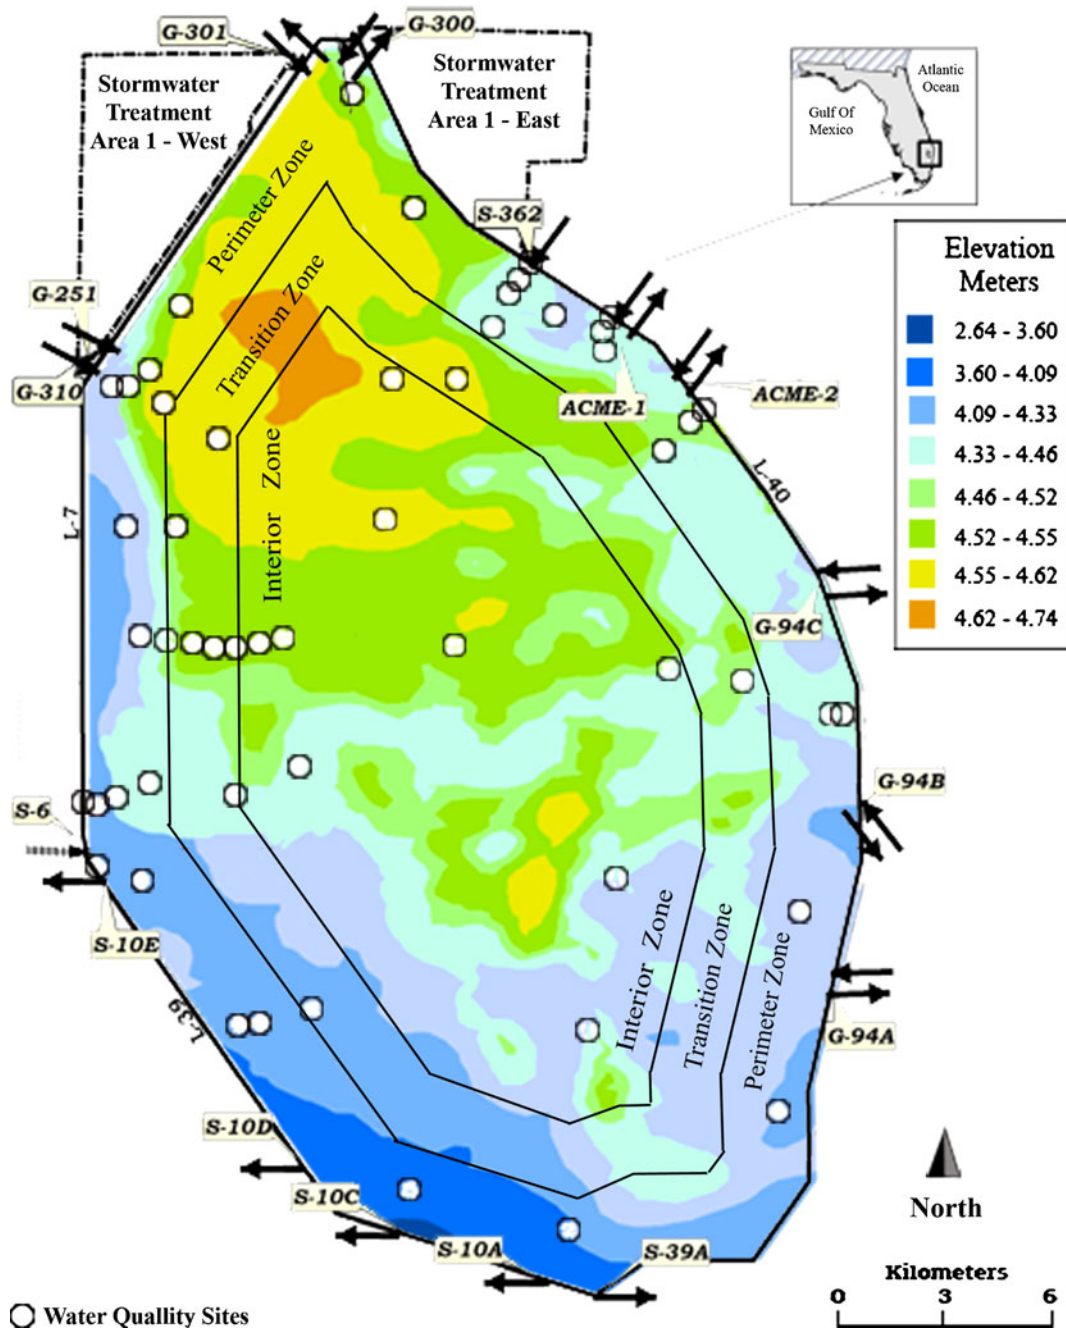 G-301
G-300
Stormwater
Treatment
Area 1 - West
Stormwater
Treatment
Area 1 - East
Atlantic
Ocean
Gulf Of
Mexico
Perimeter Zone
S-362
Elevation
Meters
2.64 - 3.60
3.60 - 4.09
4.09 - 4.33
4.33 - 4.46
4.46 - 4.52
4.52 - 4.55
4.55 - 4.62
4.62 - 4.74
G-251
Transition Zone
G-310
ACME-1
ACME-2
L-40
Interior Zone
L-7
G-94C
G-94B
S-6
S-10E
Interior Zone
Transition Zone
Perimeter Zone
L-39
G-94A
S-10D
S-10C
S-10A
S-39A
North
Kilometers
0 3 6
Water Quallity Sites